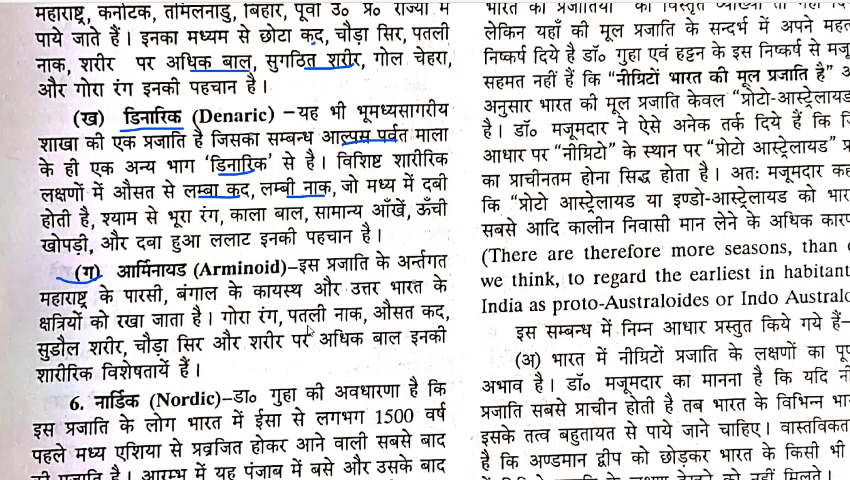 महाराष्ट्र, कर्नाटक, तमिलनाडु, बिहार, पूर्वी उ० प्र० राज्यों में
पाये जाते हैं। इनका मध्यम से छोटा कद, चौड़ा सिर, पतली
नाक, शरीर पर अधिक बाल, सुगठित शरीर, गोल चेहरा,
और गोरा रंग इनकी पहचान है।
(ख) डिनारिक (Denaric) –यह भी भूमध्यसागरीय
शाखा की एक प्रजाति है जिसका सम्बन्ध आल्पस पर्वत माला
के ही एक अन्य भाग 'डिनारिक' से है। विशिष्ट शारीरिक
लक्षणों में औसत से लम्बा कद, लम्बी नाक, जो मध्य में दबी
होती है, श्याम से भूरा रंग, काला बाल, सामान्य आँखें, ऊँची
खोपड़ी, और दबा हुआ ललाट इनकी पहचान है।
(ग) आर्मिनायड (Arminoid)–इस प्रजाति के अर्न्तगत
महाराष्ट्र के पारसी, बंगाल के कायस्थ और उत्तर भारत के
क्षत्रियों को रखा जाता है। गोरा रंग, पतली नाक, औसत कद,
सुडौल शरीर, चौड़ा सिर और शरीर पर अधिक बाल इनकी
शारीरिक विशेषतायें हैं।
6. नार्डिक (Nordic)–डा० गुहा की अवधारणा है कि
इस प्रजाति के लोग भारत में ईसा से लगभग 1500 वर्ष
पहले मध्य एशिया से प्रव्रजित होकर आने वाली सबसे बाद
की प्रजाति है। आरम्भ में यह पंजाब में बसे और उसके बाद
भारत की प्रजातियों की विस्तृत व्याख्या
लेकिन यहाँ की मूल प्रजाति के सन्दर्भ में अपने
निष्कर्ष दिये है डॉ० गुहा एवं हट्टन के इस निष्कर्ष से
सहमत नहीं हैं कि “नीग्रिटों भारत की मूल प्रजाति है”
अनुसार भारत की मूल प्रजाति केवल “प्रोटो-आस्ट्रेलायड
है। डॉ० मजूमदार ने ऐसे अनेक तर्क दिये हैं कि
आधार पर “नीग्रिटो” के स्थान पर “प्रोटो आस्ट्रेलायड”
का प्राचीनतम होना सिद्ध होता है। अतः मजूमदार
कि “प्रोटो आस्ट्रेलायड या इण्डो-आस्ट्रेलायड को
सबसे आदि कालीन निवासी मान लेने के अधिक
(There are therefore more seasons, than
we think, to regard the earliest in habitant
India as proto-Australoides or Indo
इस सम्बन्ध में निम्न आधार प्रस्तुत किये गये हैं–
(अ) भारत में नीग्रिटों प्रजाति के लक्षणों का
अभाव है। डॉ० मजूमदार का मानना है कि यदि
प्रजाति सबसे प्राचीन होती है तब भारत के विभिन्न
इसके तत्व बहुतायत से पाये जाने चाहिए।
है कि अण्डमान द्वीप को छोड़कर भारत के किसी भी